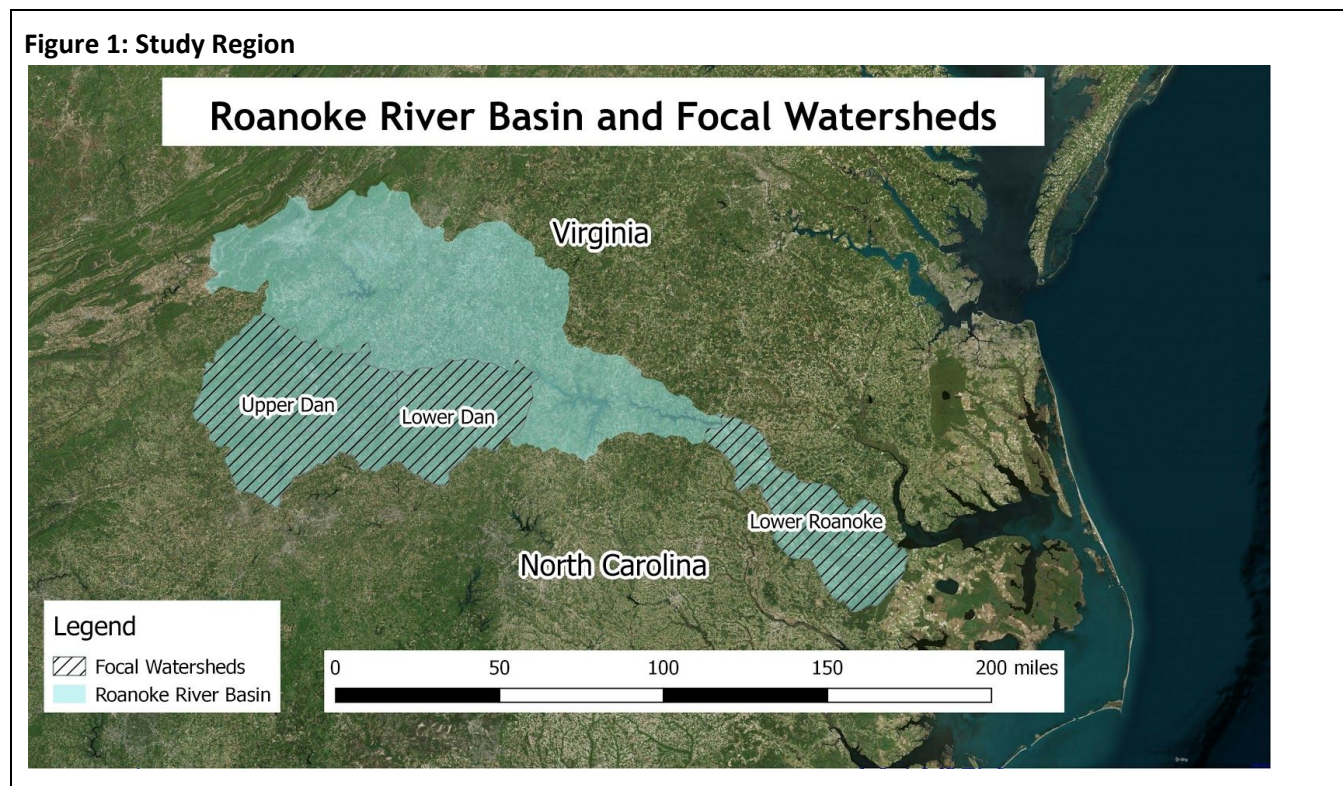 Figure 1: Study Region
Roanoke River Basin and Focal Watersheds
Virginia
Upper Dan
Lower Dan
Lower Roanoke
North Carolina
Legend
Focal Watersheds
Roanoke River Basin
0 50 100 150 200 miles